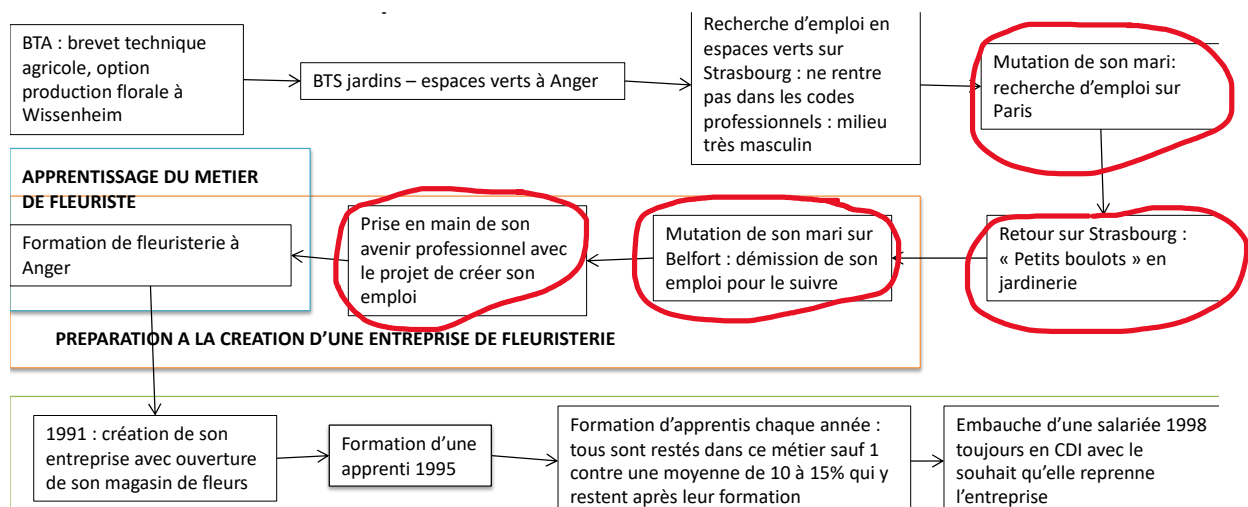 BTA : brevet technique
agricole, option
production florale à
Wissenheim
BTS jardins – espaces verts à Anger
Recherche d'emploi en
espaces verts sur
Strasbourg : ne rentre
pas dans les codes
professionnels : milieu
très masculin
Mutation de son mari:
recherche d'emploi sur
Paris
Retour sur Strasbourg :
« Petits boulots » en
jardinerie
Mutation de son mari sur
Belfort : démission de son
emploi pour le suivre
Prise en main de son
avenir professionnel avec
le projet de créer son
emploi
APPRENTISSAGE DU METIER
DE FLEURISTE
Formation de fleuristerie à
Anger
PREPARATION A LA CREATION D'UNE ENTREPRISE DE FLEURISTERIE
1991 : création de son
entreprise avec ouverture
de son magasin de fleurs
Formation d'une
apprenti 1995
Formation d'apprentis chaque année :
tous sont restés dans ce métier sauf 1
contre une moyenne de 10 à 15% qui y
restent après leur formation
Embauche d'une salariée 1998
toujours en CDI avec le
souhait qu'elle reprenne
l'entreprise